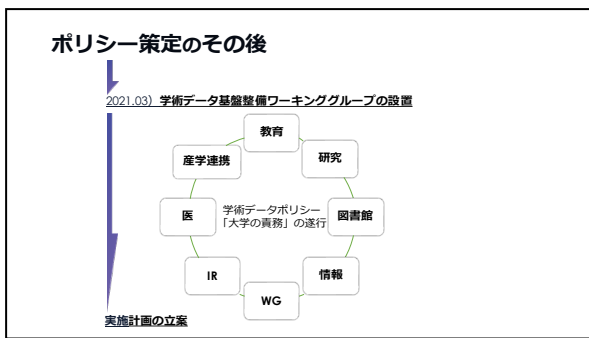 ポリシー策定のその後
2021.03）学術データ基盤整備ワーキンググループの設置
教育
産学連携
研究
医
学術データポリシー
「大学の責務」の遂行
図書館
IR
情報
WG
実施計画の立案